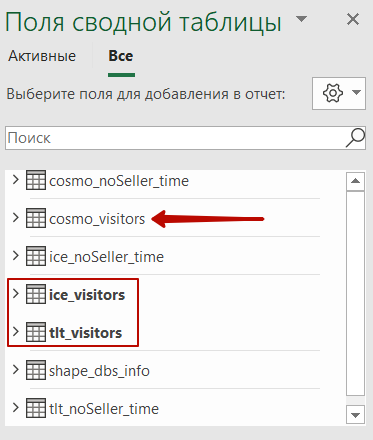 Поля сводной таблицы
Активные Все
Выберите поля для добавления в отчет:
Поиск
cosmo_noSeller_time
cosmo_visitors
ice_noSeller_time
ice_visitors
tlt_visitors
shape_dbs_info
tlt_noSeller_time